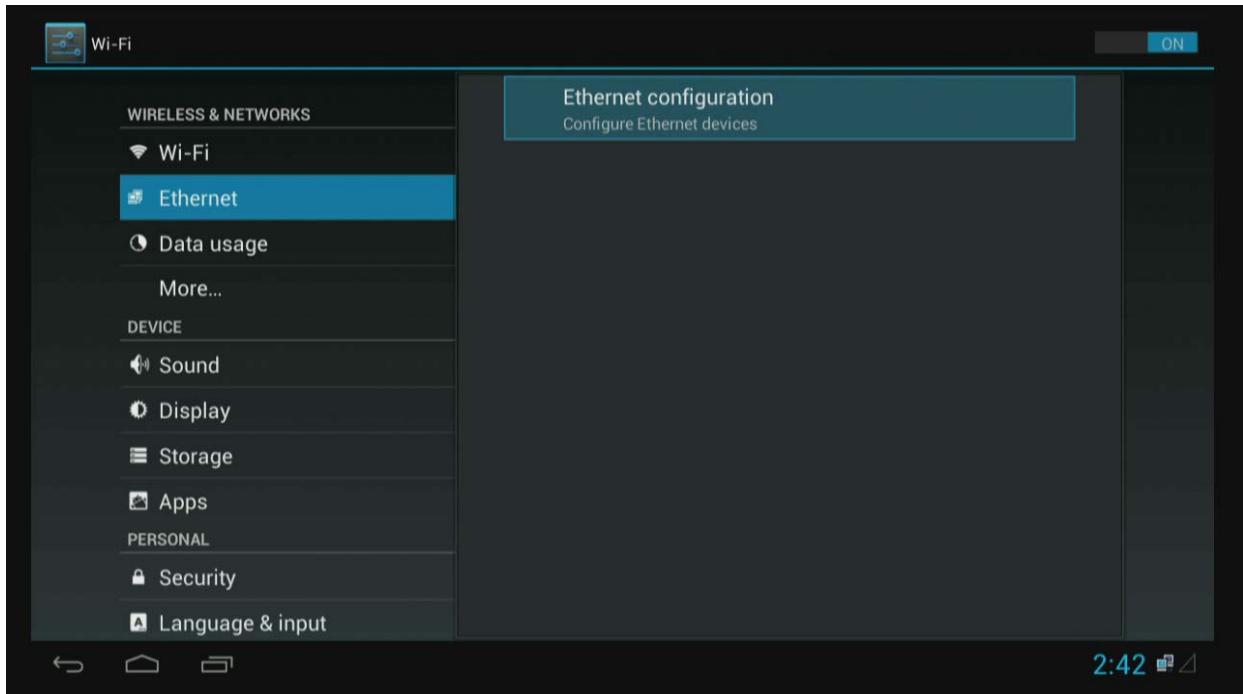 Wi-Fi
ON
WIRELESS & NETWORKS
Wi-Fi
Ethernet
Data usage
More...
DEVICE
Sound
Display
Storage
Apps
PERSONAL
Security
Language & input
Ethernet configuration
Configure Ethernet devices
2:42